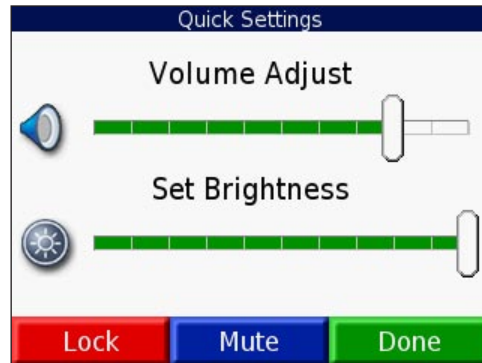 Quick Settings
Volume Adjust
Set Brightness
Lock Mute Done